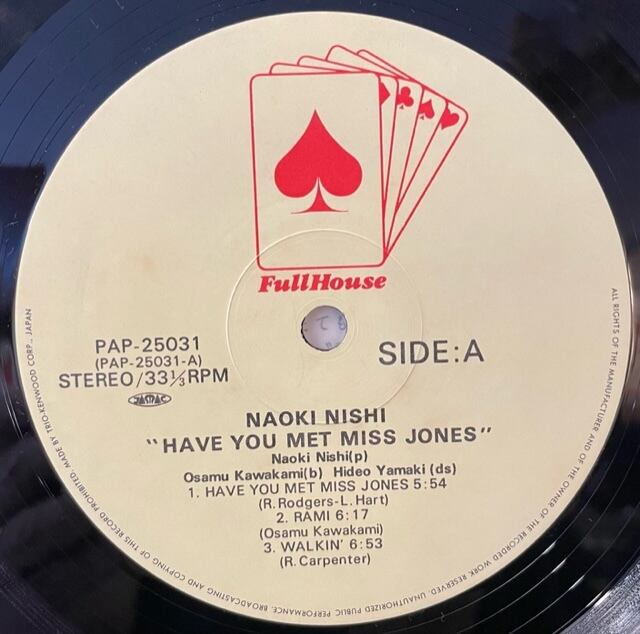 FullHouse
PAP-25031
(PAP-25031-A)
STEREO/33⅓RPM
JASRAC
SIDE:A
NAOKI NISHI
"HAVE YOU MET MISS JONES"
Naoki Nishi(p)
Osamu Kawakami(b) Hideo Yamaki(ds)
1. HAVE YOU MET MISS JONES 5:54
(R.Rodgers-L.Hart)
2. RAMI 6:17
(Osamu Kawakami)
3. WALKIN' 6:53
(R.Carpenter)
ALL RIGHTS OF THE MANUFACTURER AND OF THE OWNER OF THE RECORDED WORK RESERVED. UNAUTHORIZED PUBLIC PERFORMANCE, BROADCASTING AND COPYING OF THIS RECORD PROHIBITED. MADE BY TRIO-KENWOOD CORP., JAPAN